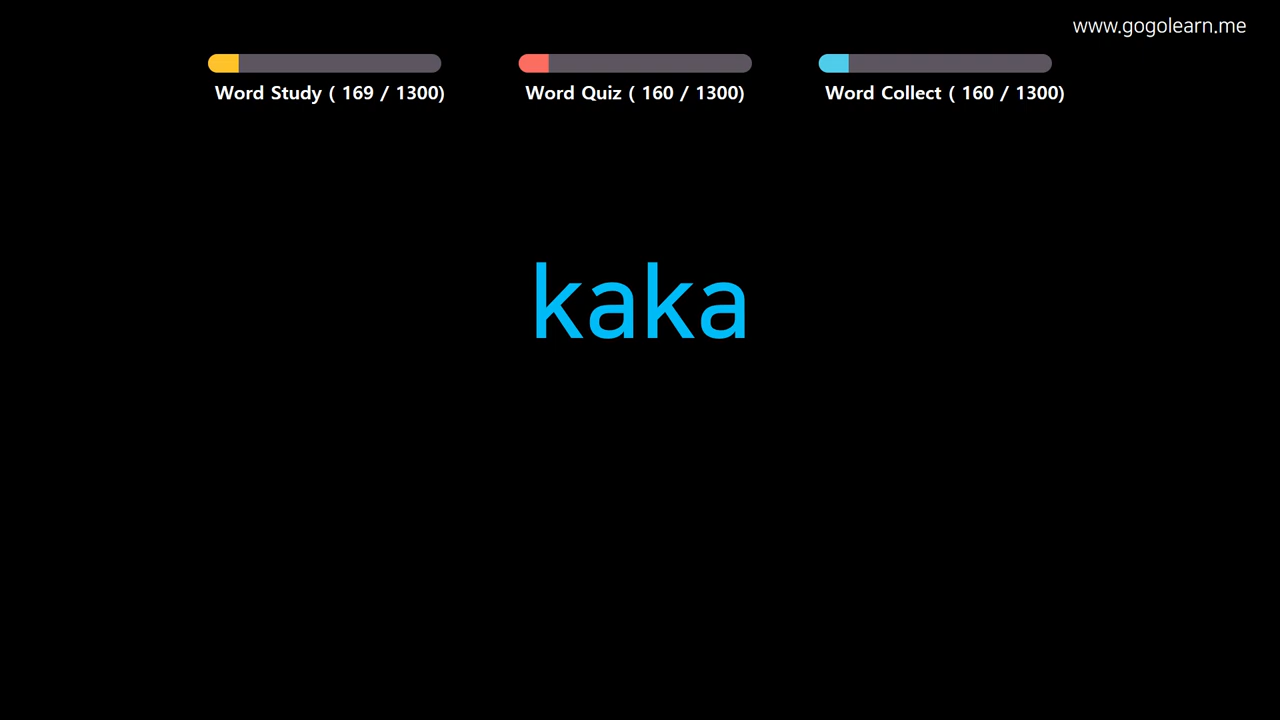 www.gogolearn.me
Word Study ( 169 / 1300)
Word Quiz ( 160 / 1300)
Word Collect ( 160 / 1300)
kaka